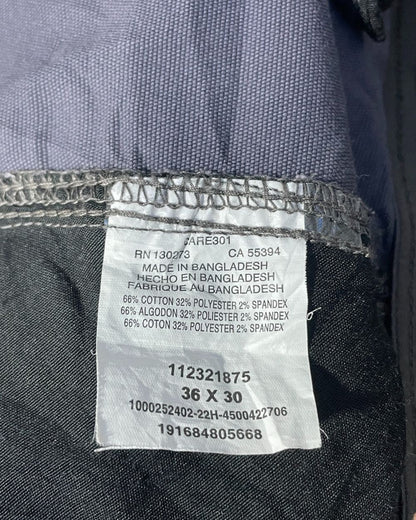 CARE301
RN 130273 CA 55394
MADE IN BANGLADESH
HECHO EN BANGLADESH
FABRIQUE AU BANGLADESH
66% COTTON 32% POLYESTER 2% SPANDEX
66% ALGODON 32% POLYESTER 2% SPANDEX
66% COTON 32% POLYESTER 2% SPANDEX
112321875
36 X 30
1000252402-22H-4500422706
191684805668